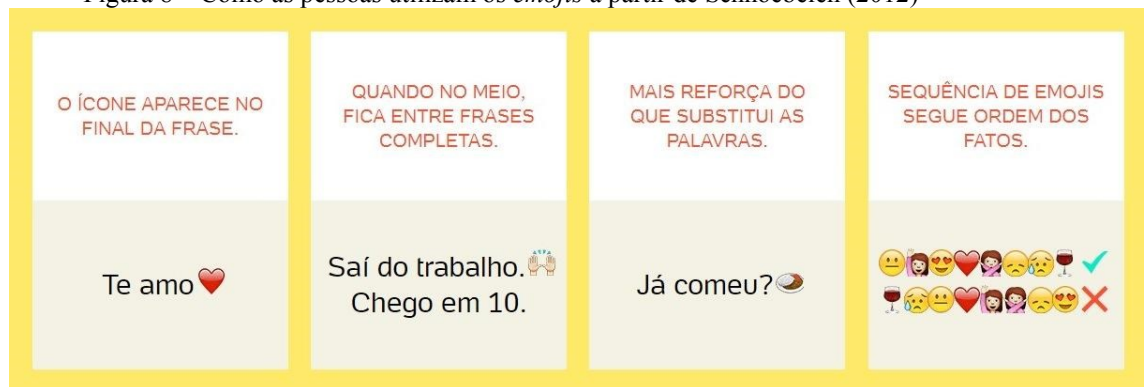 Figura – Como as pessoas utilizam os emojis a partir de Schnoebelen (2012)
O ÍCONE APARECE NO
FINAL DA FRASE.
Te amo❤️
QUANDO NO MEIO,
FICA ENTRE FRASES
COMPLETAS.
Saí do trabalho.🙌
Chego em 10.
MAIS REFORÇA DO
QUE SUBSTITUI AS
PALAVRAS.
Já comeu?🍛
SEQUÊNCIA DE EMOJIS
SEGUE ORDEM DOS
FATOS.